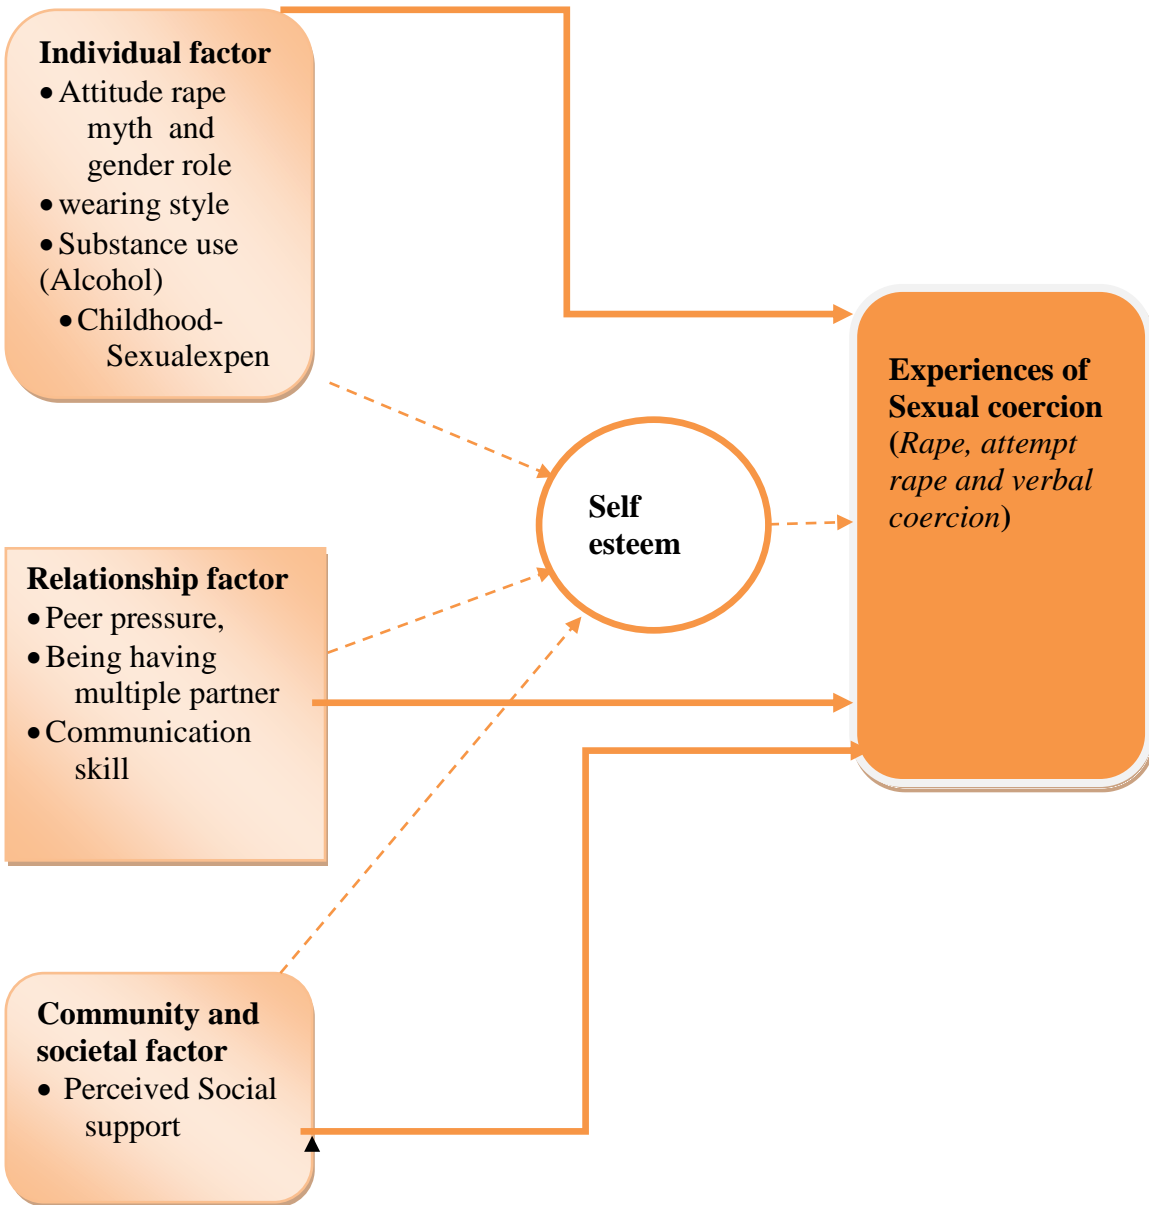 Individual factor
• Attitude rape
myth and
gender role
• wearing style
• Substance use
(Alcohol)
• Childhood-
Sexualexpen
Relationship factor
• Peer pressure,
• Being having
multiple partner
• Communication
skill
Community and
societal factor
• Perceived Social
support
Self
esteem
Experiences of
Sexual coercion
(Rape, attempt
rape and verbal
coercion)